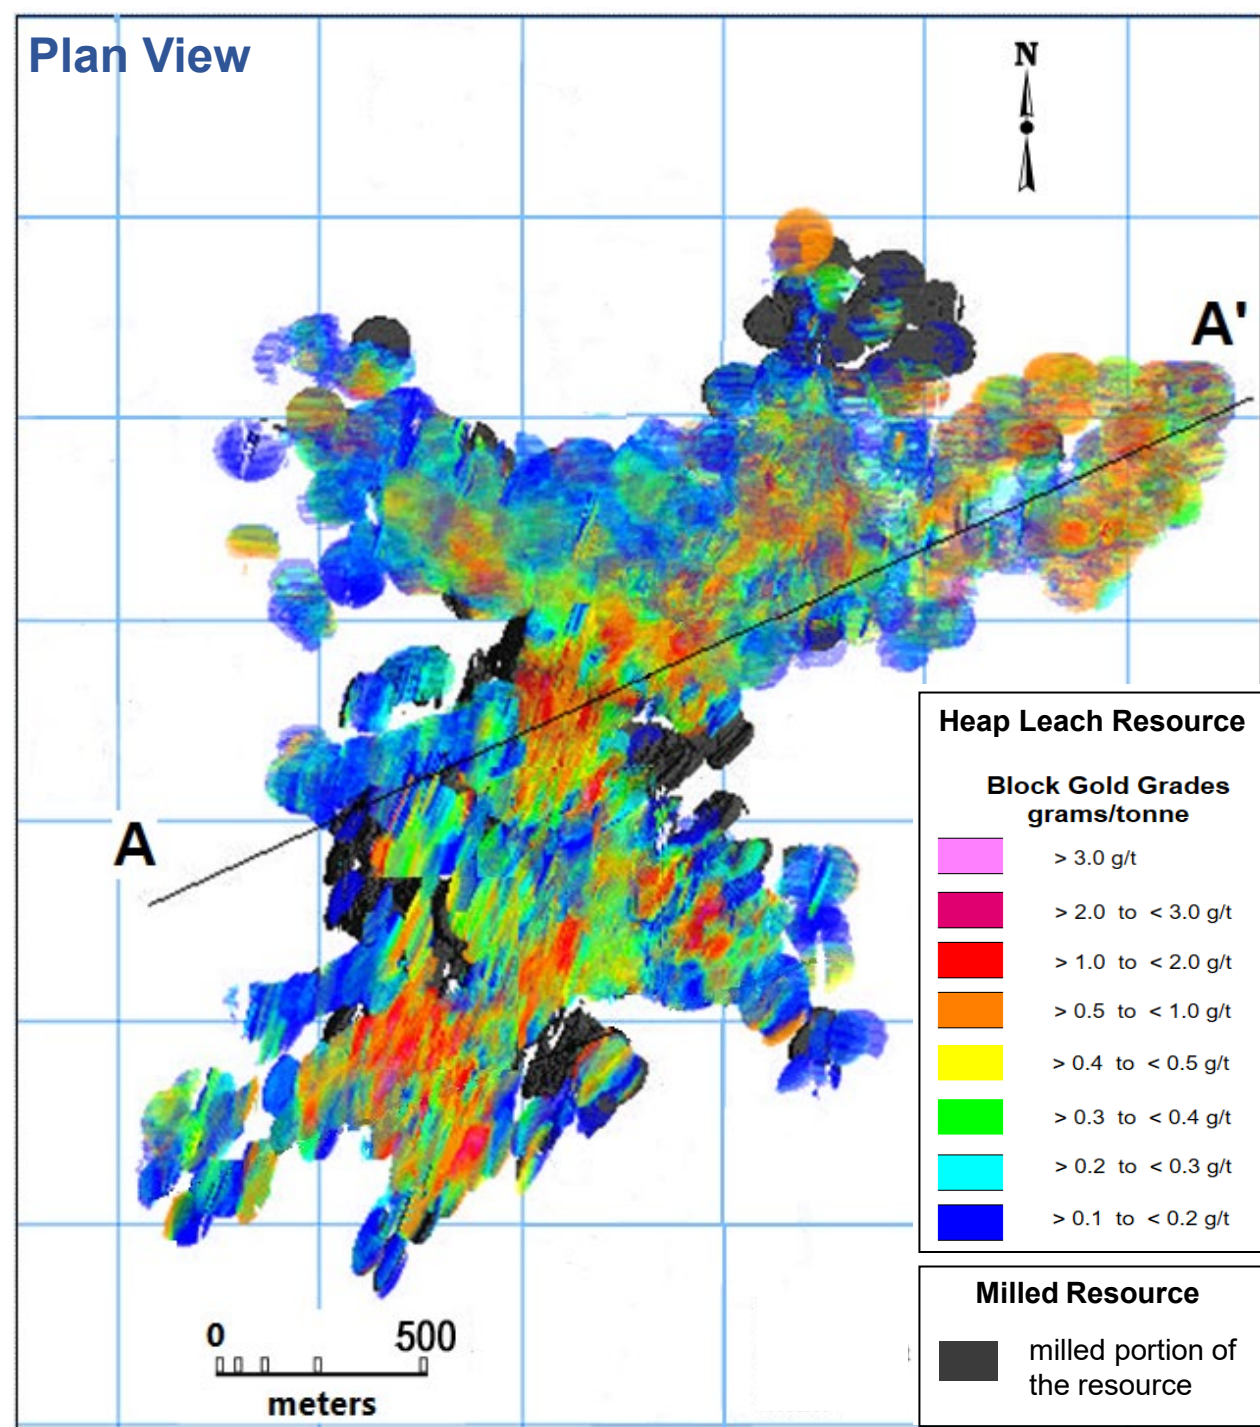 Plan View
N
A'
A
Heap Leach Resource
Block Gold Grades
grams/tonne
> 3.0 g/t
> 2.0 to < 3.0 g/t
> 1.0 to < 2.0 g/t
> 0.5 to < 1.0 g/t
> 0.4 to < 0.5 g/t
> 0.3 to < 0.4 g/t
> 0.2 to < 0.3 g/t
> 0.1 to < 0.2 g/t
0 500
meters
Milled Resource
milled portion of
the resource